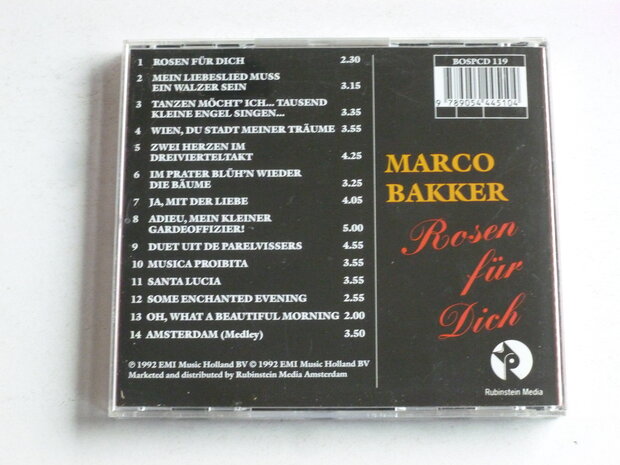 1 ROSEN FÜR DICH 2.30
2 MEIN LIEBESLIED MUSS
EIN WALZER SEIN 3.15
3 TANZEN MÖCHT' ICH... TAUSEND
KLEINE ENGEL SINGEN... 3.35
4 WIEN, DU STADT MEINER TRÄUME 3.55
5 ZWEI HERZEN IM
DREIVIERTELTAKT 4.25
6 IM PRATER BLÜH'N WIEDER
DIE BÄUME 3.25
7 JA, MIT DER LIEBE 4.05
8 ADIEU, MEIN KLEINER
GARDEOFFIZIER! 5.00
9 DUET UIT DE PARELVISSERS 4.55
10 MUSICA PROIBITA 3.55
11 SANTA LUCIA 3.55
12 SOME ENCHANTED EVENING 2.55
13 OH, WHAT A BEAUTIFUL MORNING 2.00
14 AMSTERDAM (Medley) 3.50
℗ 1992 EMI Music Holland BV © 1992 EMI Music Holland BV
Marketed and distributed by Rubinstein Media Amsterdam
BOSPCD 119
9 789054 445104
MARCO
BAKKER
Rosen
für
Dich
Rubinstein Media